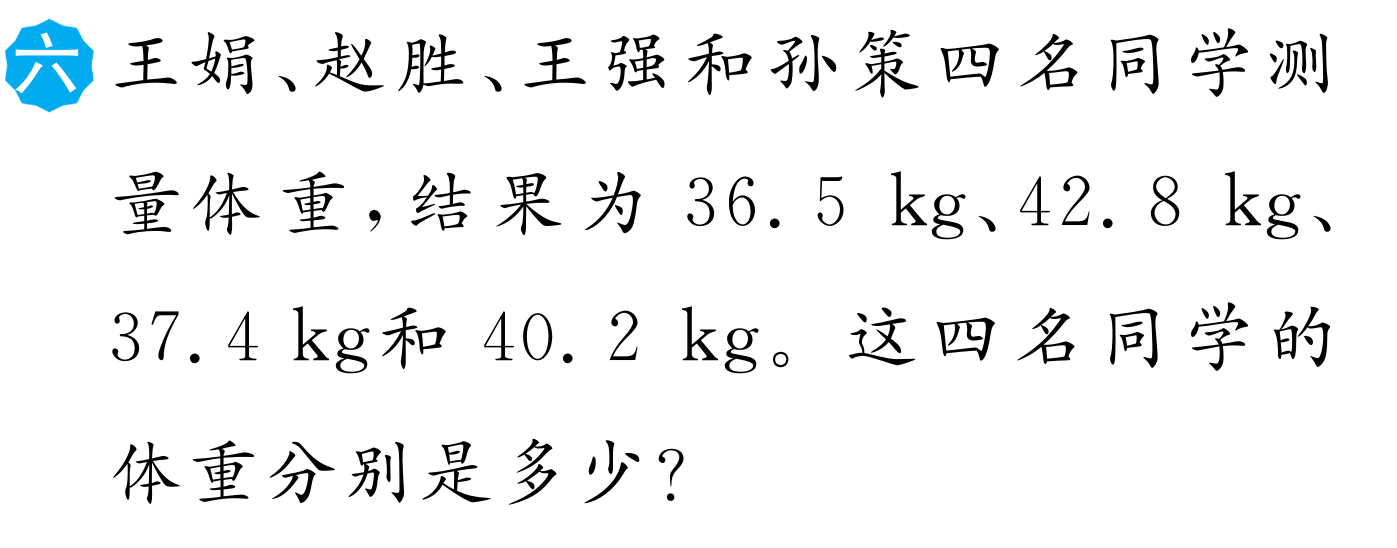 六 王娟、赵胜、王强和孙策四名同学测
量体重,结果为 36.5 kg、42.8 kg、
37.4 kg和 40.2 kg。这四名同学的
体重分别是多少?